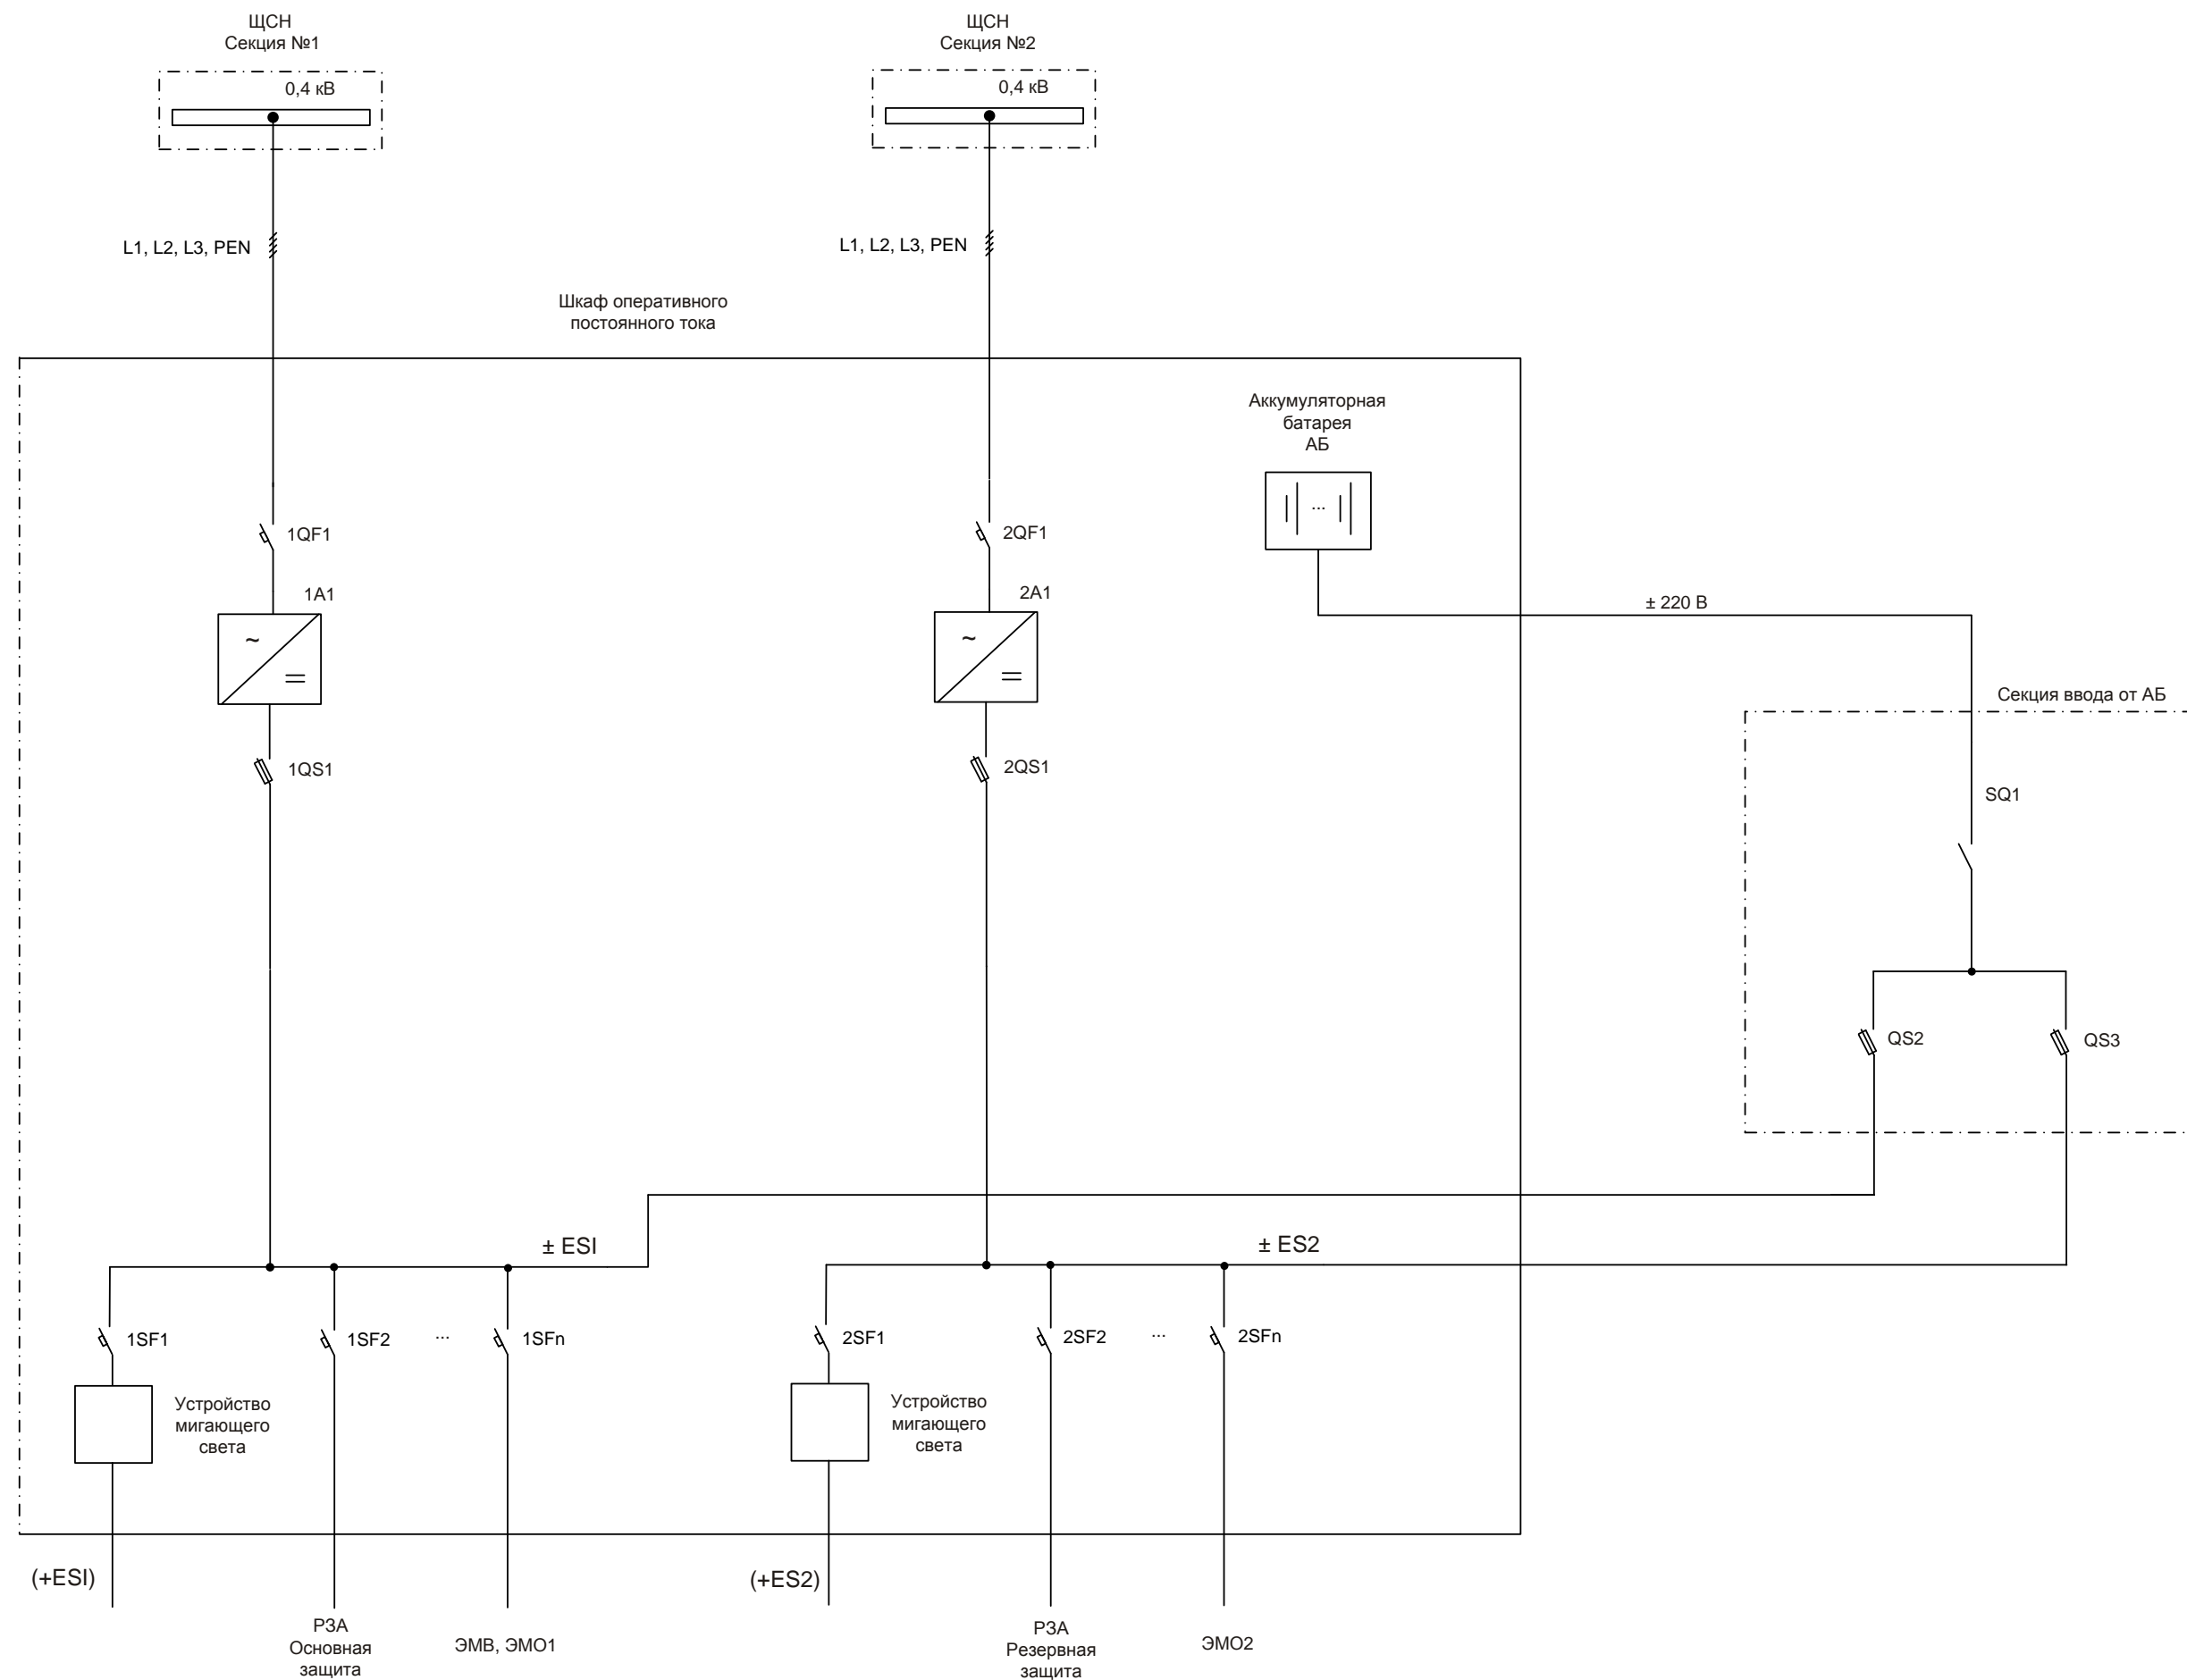 ЩСН
Секция №1
ЩСН
Секция №2
0,4 кВ
0,4 кВ
L1, L2, L3, PEN
L1, L2, L3, PEN
Шкаф оперативного
постоянного тока
Аккумуляторная
батарея
АБ
...
1QF1
2QF1
1A1
2A1
~
~
± 220 В
Секция ввода от АБ
1QS1
2QS1
SQ1
QS2
QS3
± ESI
± ES2
1SF1
1SF2
...
1SFn
2SF1
2SF2
...
2SFn
Устройство
мигающего
света
Устройство
мигающего
света
(+ESI)
(+ES2)
РЗА
Основная
защита
ЭМВ, ЭМО1
РЗА
Резервная
защита
ЭМО2